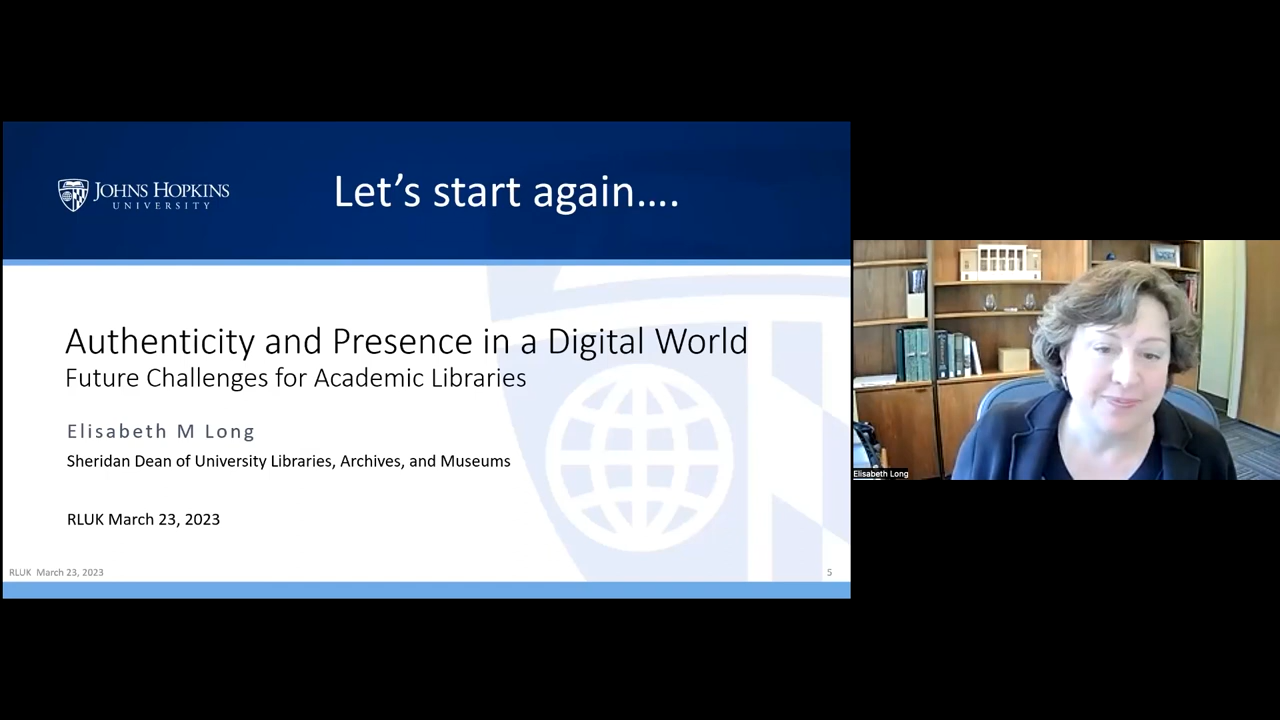 JOHNS HOPKINS
UNIVERSITY
Let's start again....
Authenticity and Presence in a Digital World
Future Challenges for Academic Libraries
Elisabeth M Long
Sheridan Dean of University Libraries, Archives, and Museums
RLUK March 23, 2023
RLUK March 23, 2023
5
Elisabeth Long